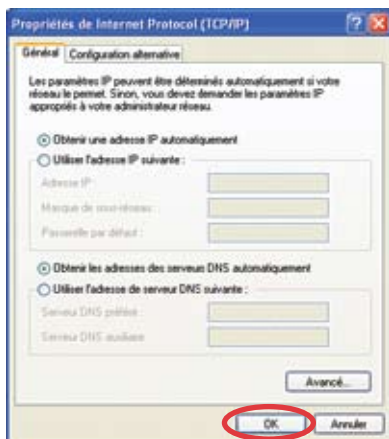 Propriétés de Internet Protocol (TCP/IP)
Général Configuration alternative
Les paramètres IP peuvent être déterminés automatiquement si votre
réseau le permet. Sinon, vous devez demander les paramètres IP
appropriés à votre administrateur réseau.
Obtenir une adresse IP automatiquement
Utiliser l'adresse IP suivante :
Adresse IP :
Masque de sous-réseau :
Passerelle par défaut :
Obtenir les adresses des serveurs DNS automatiquement
Utiliser l'adresse de serveur DNS suivante :
Serveur DNS préféré :
Serveur DNS auxiliaire :
Avancé...
OK Annuler